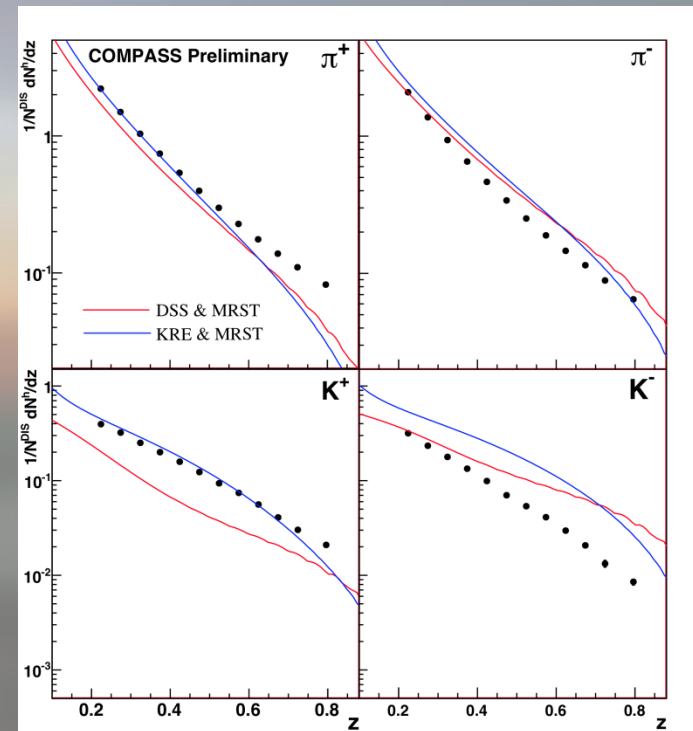 COMPASS Preliminary
π+
π-
1/N^DIS dN^h/dz
1
10^-1
DSS & MRST
KRE & MRST
K+
K-
1/N^DIS dN^h/dz
1
10^-1
10^-2
10^-3
0.2 0.4 0.6 0.8 z
0.2 0.4 0.6 0.8 z